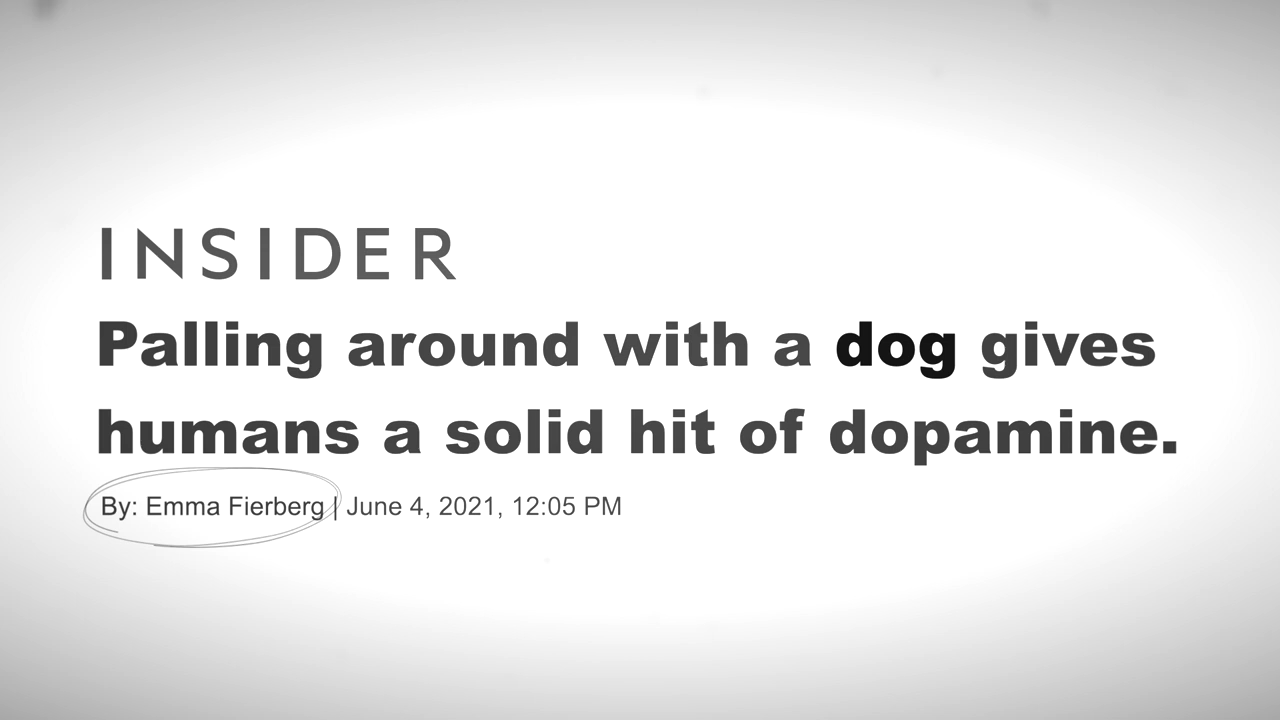 INSIDER
Palling around with a dog gives
humans a solid hit of dopamine.
By: Emma Fierberg | June 4, 2021, 12:05 PM